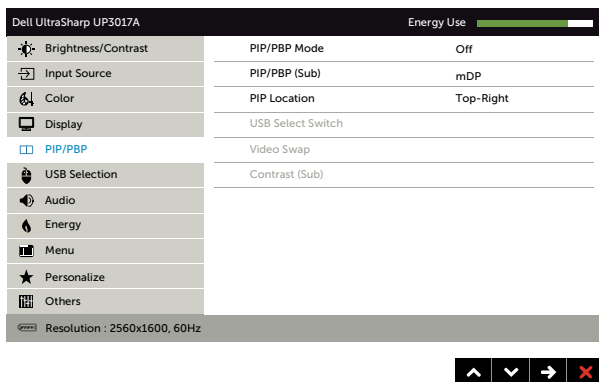 Dell UltraSharp UP3017A Energy Use
Brightness/Contrast PIP/PBP Mode Off
Input Source PIP/PBP (Sub) mDP
Color PIP Location Top-Right
Display USB Select Switch
PIP/PBP Video Swap
USB Selection Contrast (Sub)
Audio
Energy
Menu
Personalize
Others
Resolution : 2560x1600, 60Hz